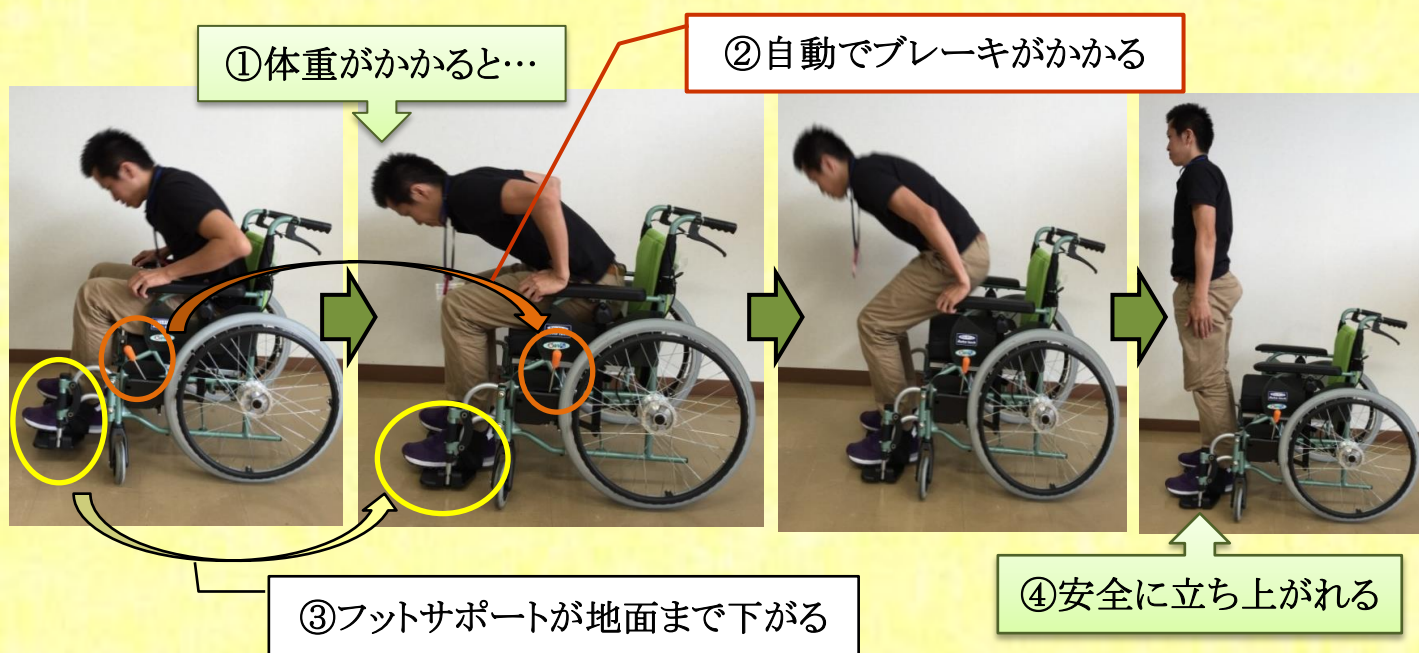 ①体重がかかると…
②自動でブレーキがかかる
③フットサポートが地面まで下がる
④安全に立ち上がれる